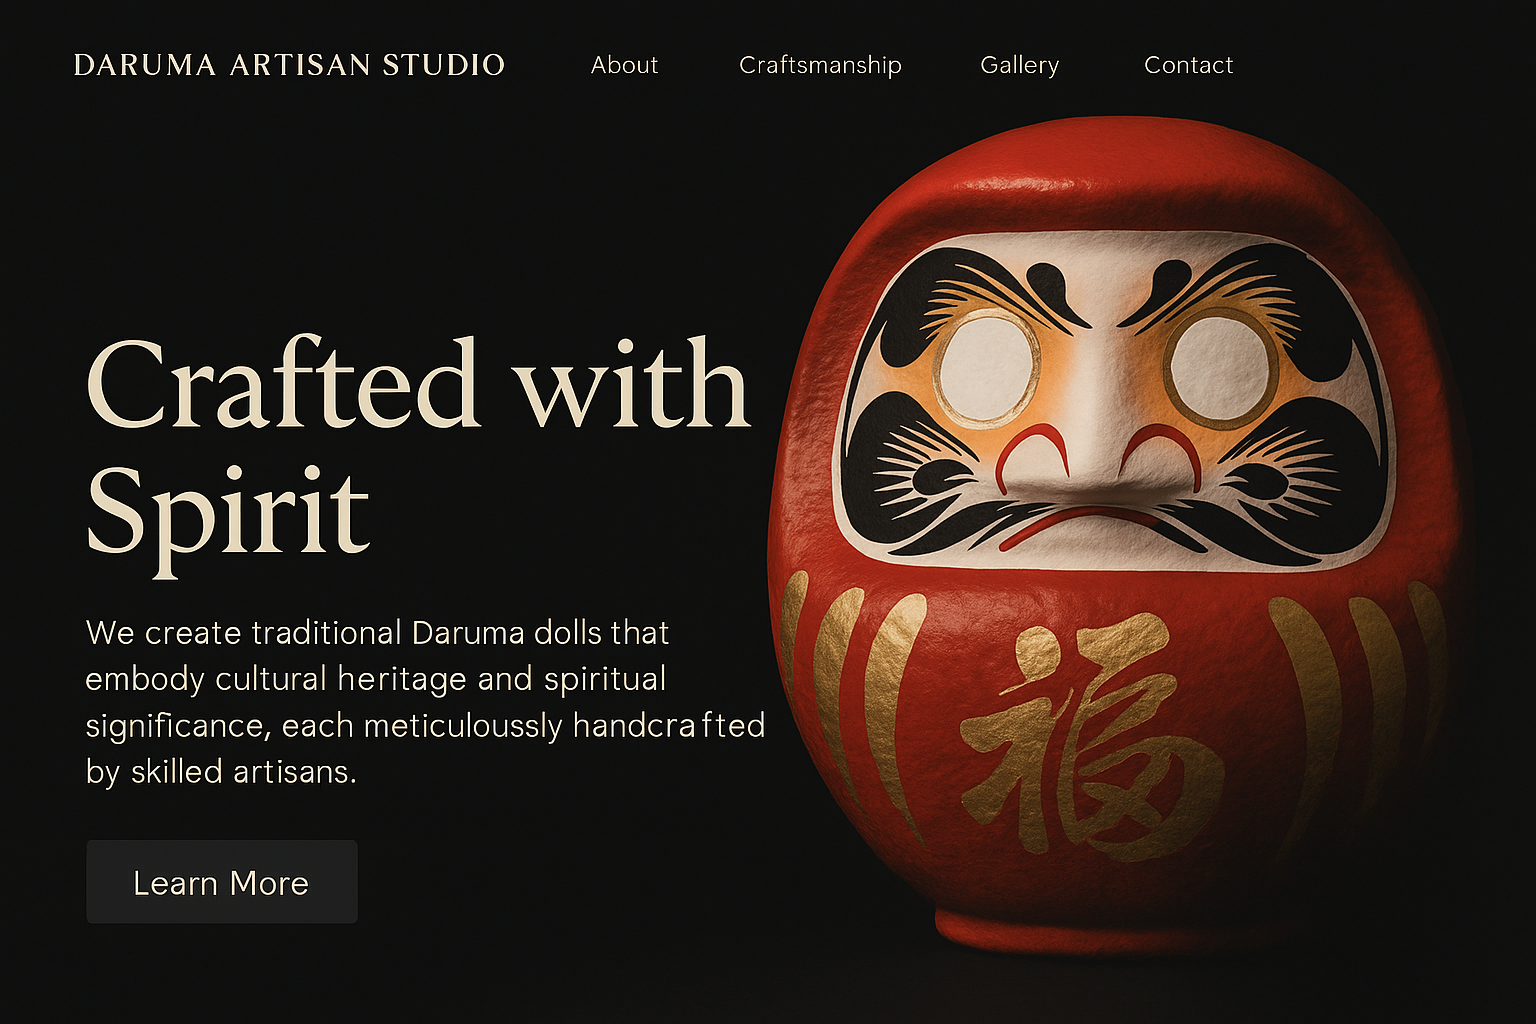 DARUMA ARTISAN STUDIO About Craftsmanship Gallery Contact
Crafted with
Spirit
We create traditional Daruma dolls that
embody cultural heritage and spiritual
significance, each meticuloussly handcrafted
by skilled artisans.
Learn More
福